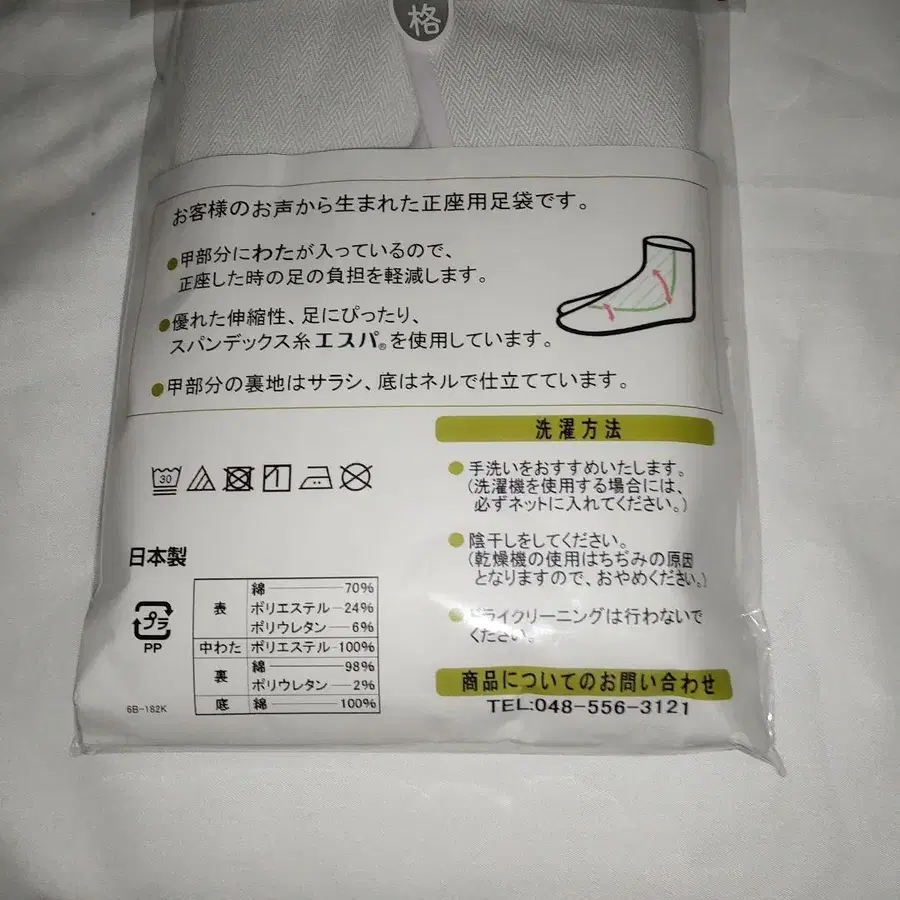 格
お客様のお声から生まれた正座用足袋です。
●甲部分にわたが入っているので、
正座した時の足の負担を軽減します。
●優れた伸縮性、足にぴったり、
スパンデックス糸エスパ®を使用しています。
●甲部分の裏地はサラシ、底はネルで仕立てています。
洗濯方法
●手洗いをおすすめいたします。
(洗濯機を使用する場合には、
必ずネットに入れてください。)
●陰干しをしてください。
(乾燥機の使用はちぢみの原因
となりますので、おやめください。)
●ドライクリーニングは行わないで
ください。
商品についてのお問い合わせ
TEL:048-556-3121
30
日本製
プラ
PP
表 綿 70%
ポリエステル 24%
ポリウレタン 6%
中わた ポリエステル 100%
裏 綿 98%
ポリウレタン 2%
底 綿 100%
6B-182K